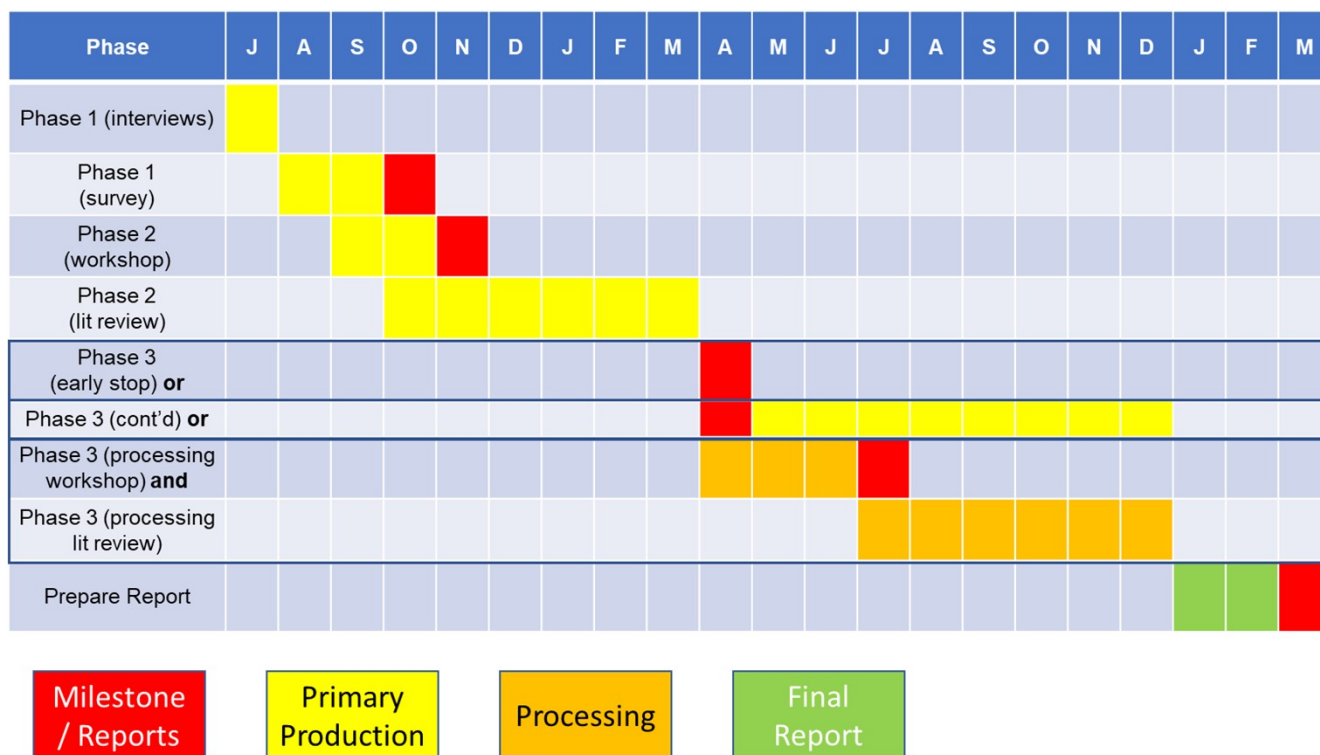 Phase J A S O N D J F M A M J J A S O N D J F M
Phase 1 (interviews)
Phase 1
(survey)
Phase 2
(workshop)
Phase 2
(lit review)
Phase 3
(early stop) or
Phase 3 (cont’d) or
Phase 3 (processing
workshop) and
Phase 3 (processing
lit review)
Prepare Report
Milestone
/ Reports
Primary
Production
Processing
Final
Report